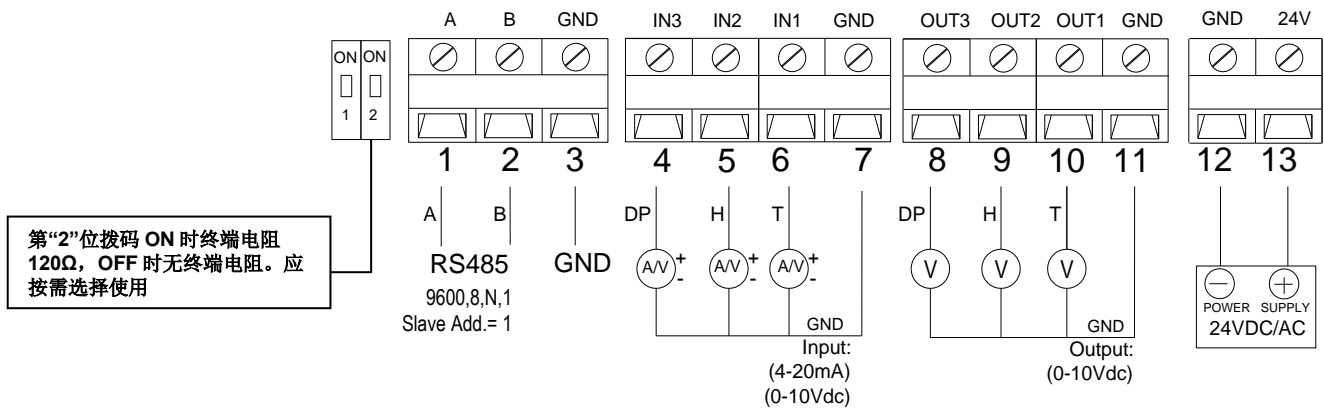 A B GND IN3 IN2 IN1 GND OUT3 OUT2 OUT1 GND GND 24V
ON ON
1 2
1 2 3 4 5 6 7 8 9 10 11 12 13
A B DP H T DP H T
第“2”位拨码 ON 时终端电阻
120Ω，OFF 时无终端电阻。应
按需选择使用
RS485 GND
9600,8,N,1
Slave Add.= 1
A/V + - A/V + - A/V + -
V V V
GND
Input:
(4-20mA)
(0-10Vdc)
GND
Output:
(0-10Vdc)
− +
POWER SUPPLY
24VDC/AC